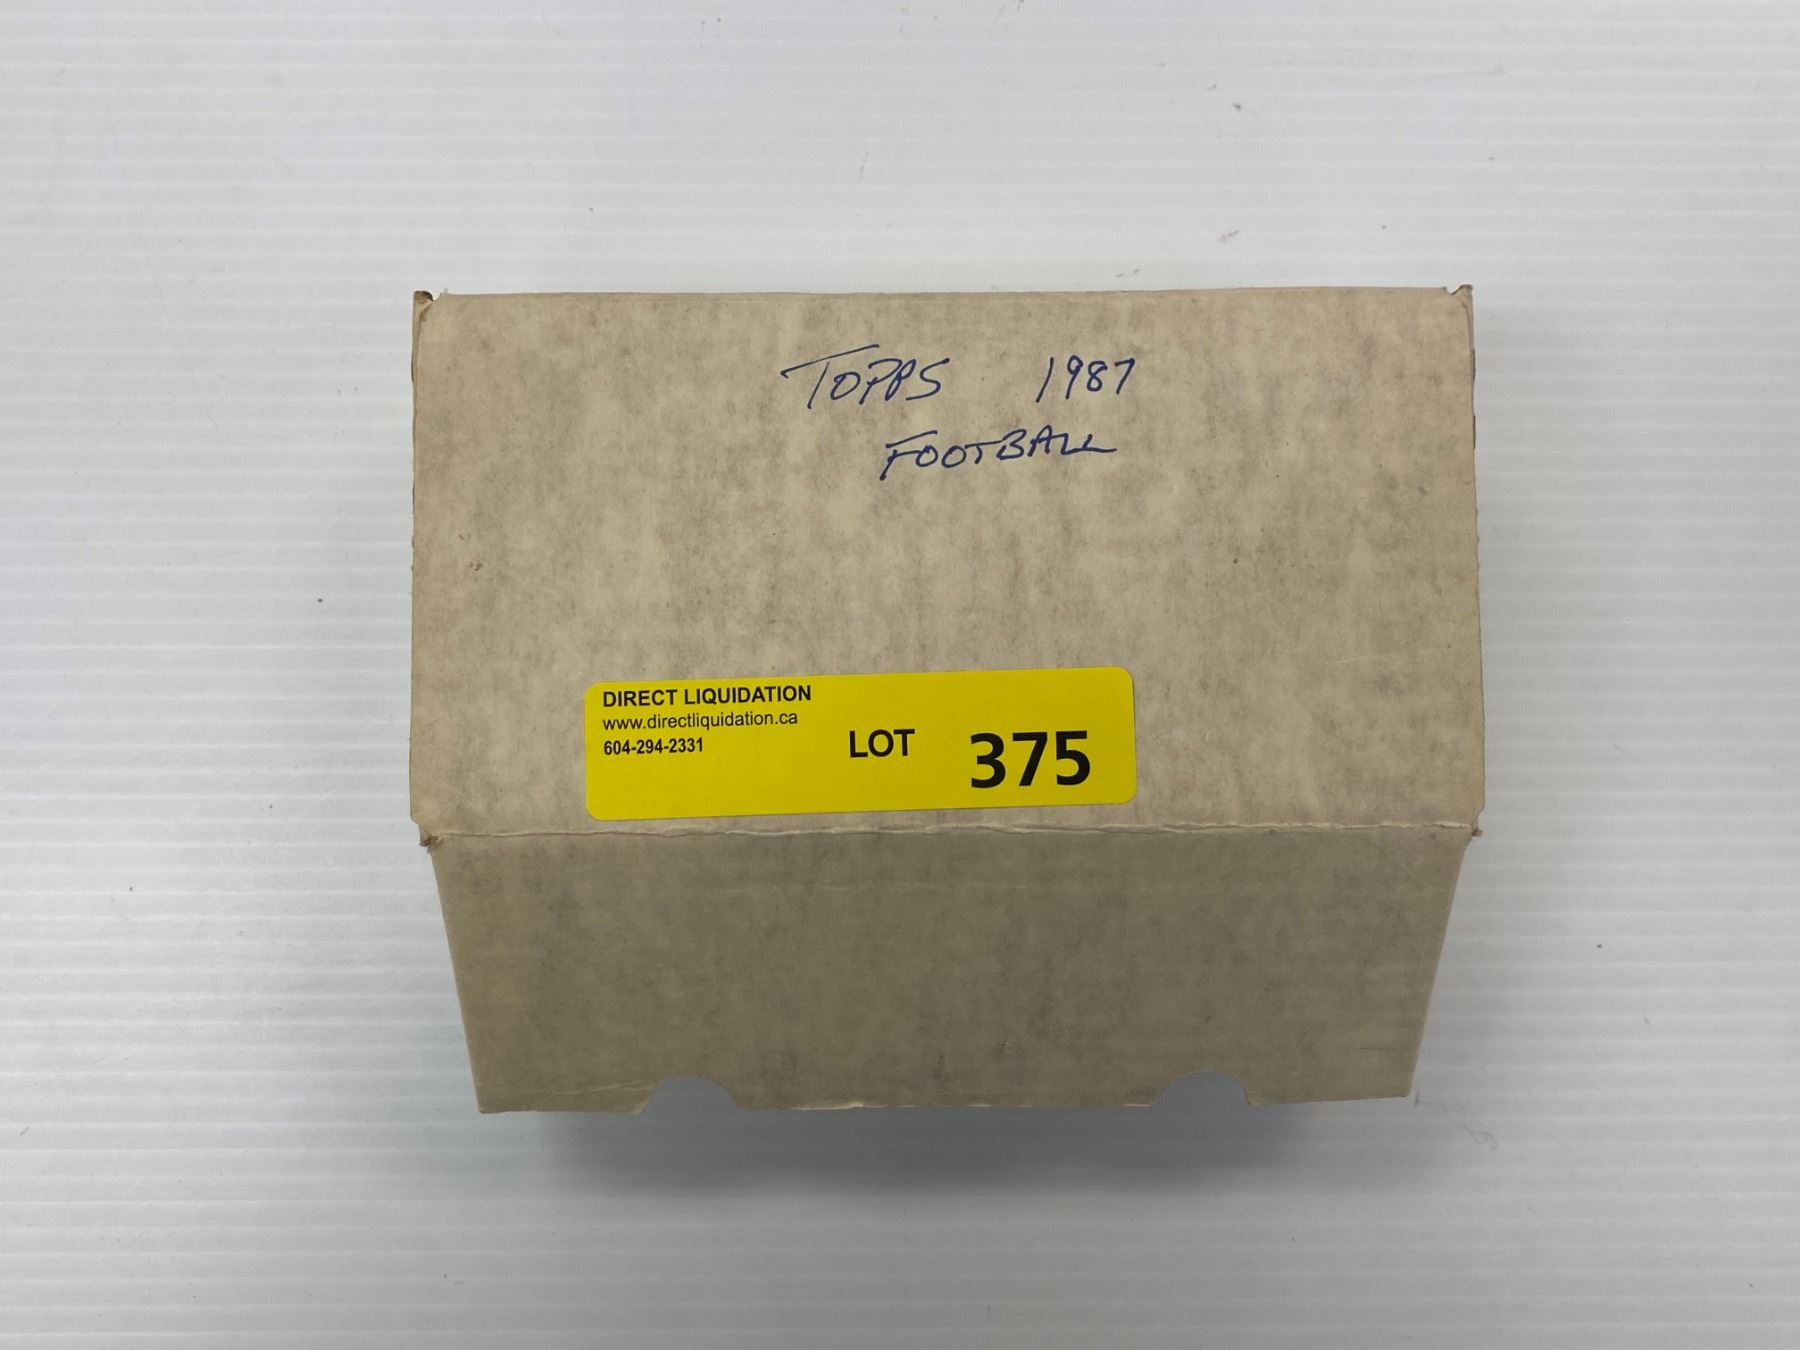 TOPPS 1987
FOOTBALL
DIRECT LIQUIDATION
www.directliquidation.ca
604-294-2331
LOT 375